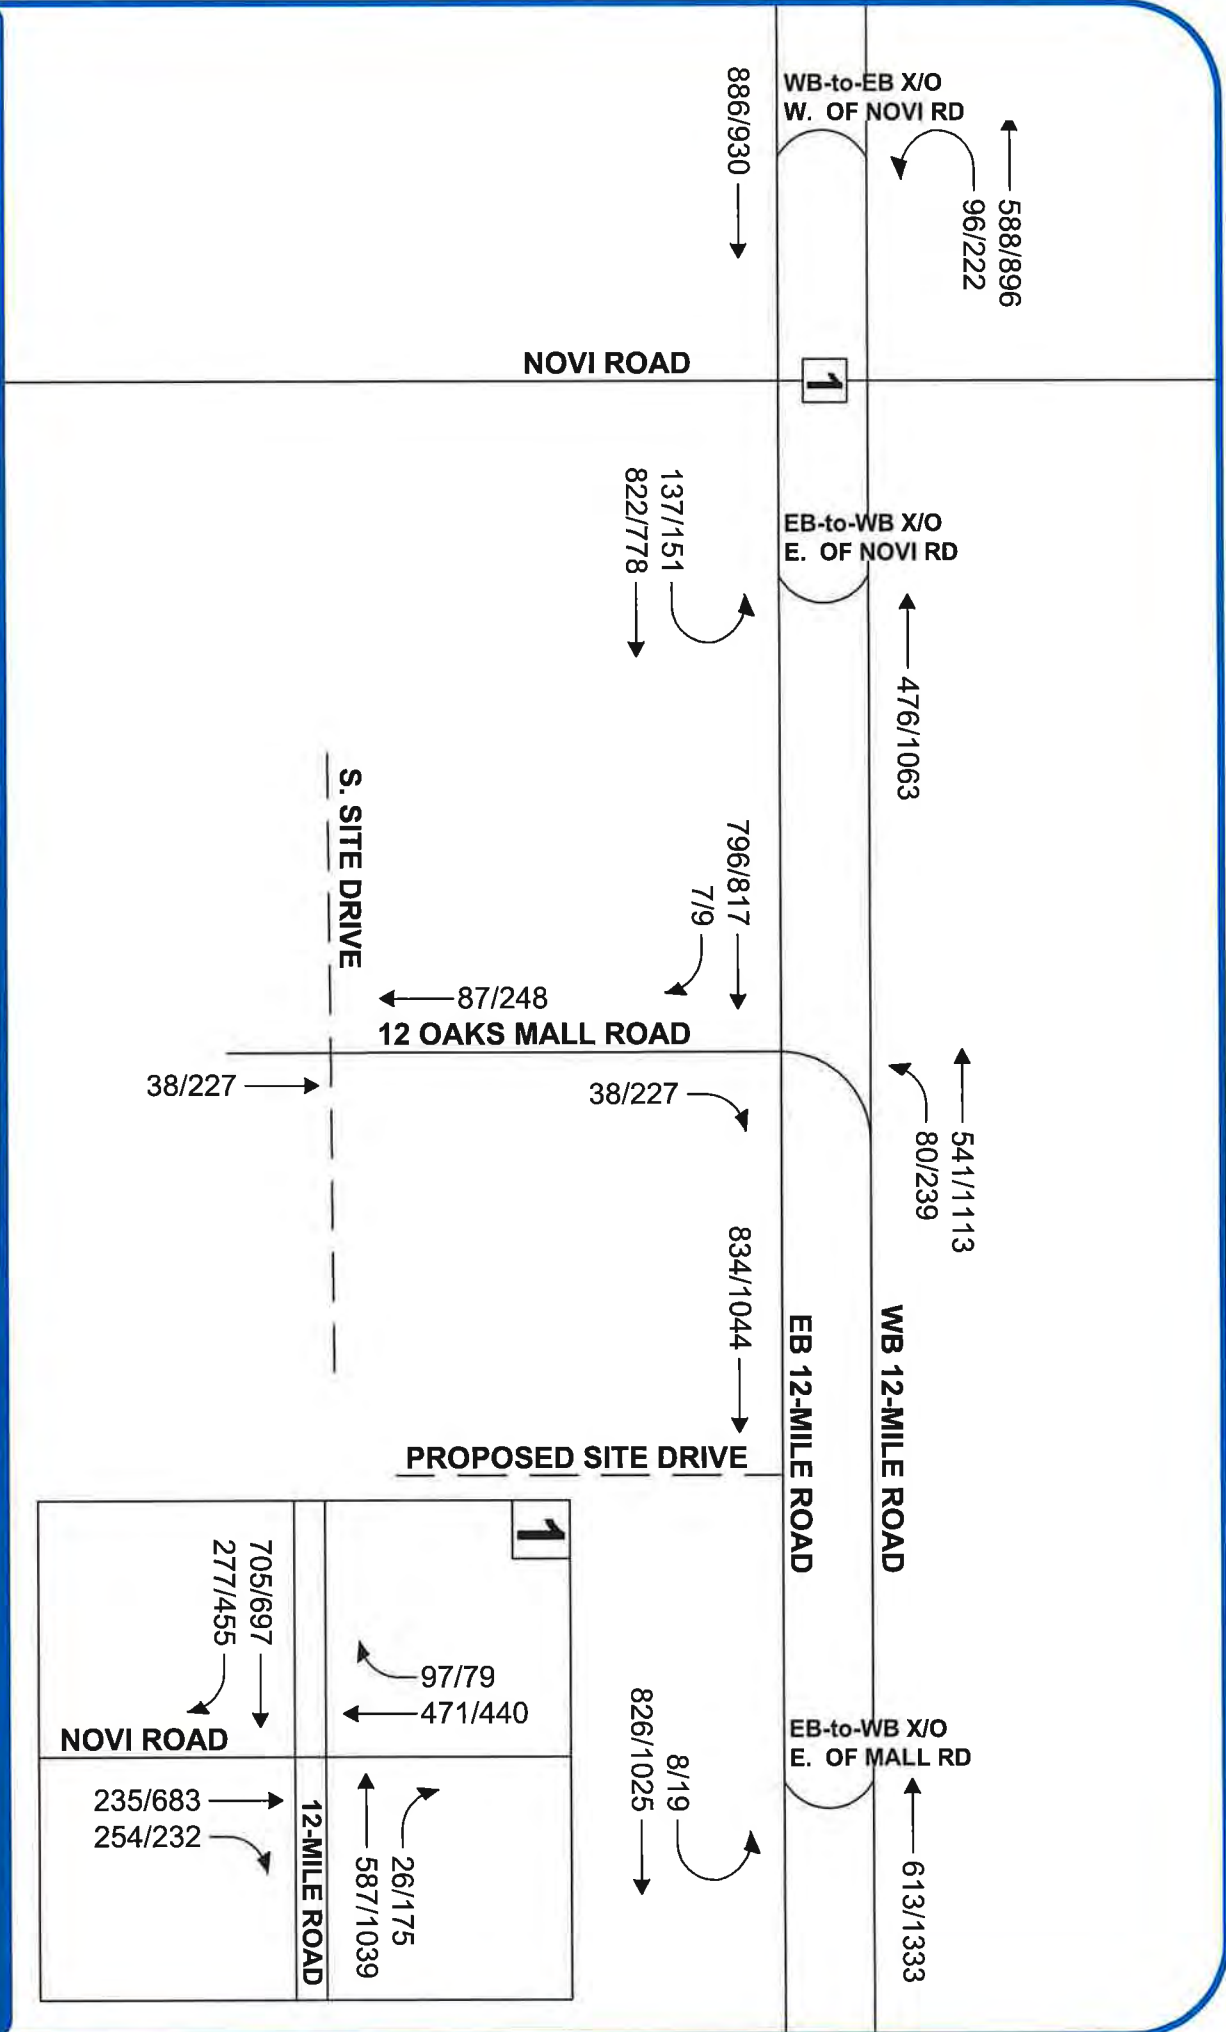 WB-to-EB X/O
W. OF NOVI RD
886/930
588/896
96/222
NOVI ROAD
1
137/151
822/778
EB-to-WB X/O
E. OF NOVI RD
476/1063
S. SITE DRIVE
796/817
7/9
87/248
12 OAKS MALL ROAD
38/227
38/227
541/1113
80/239
834/1044
EB 12-MILE ROAD
WB 12-MILE ROAD
PROPOSED SITE DRIVE
826/1025
8/19
EB-to-WB X/O
E. OF MALL RD
613/1333
1
705/697
277/455
97/79
471/440
NOVI ROAD
235/683
254/232
12-MILE ROAD
26/175
587/1039